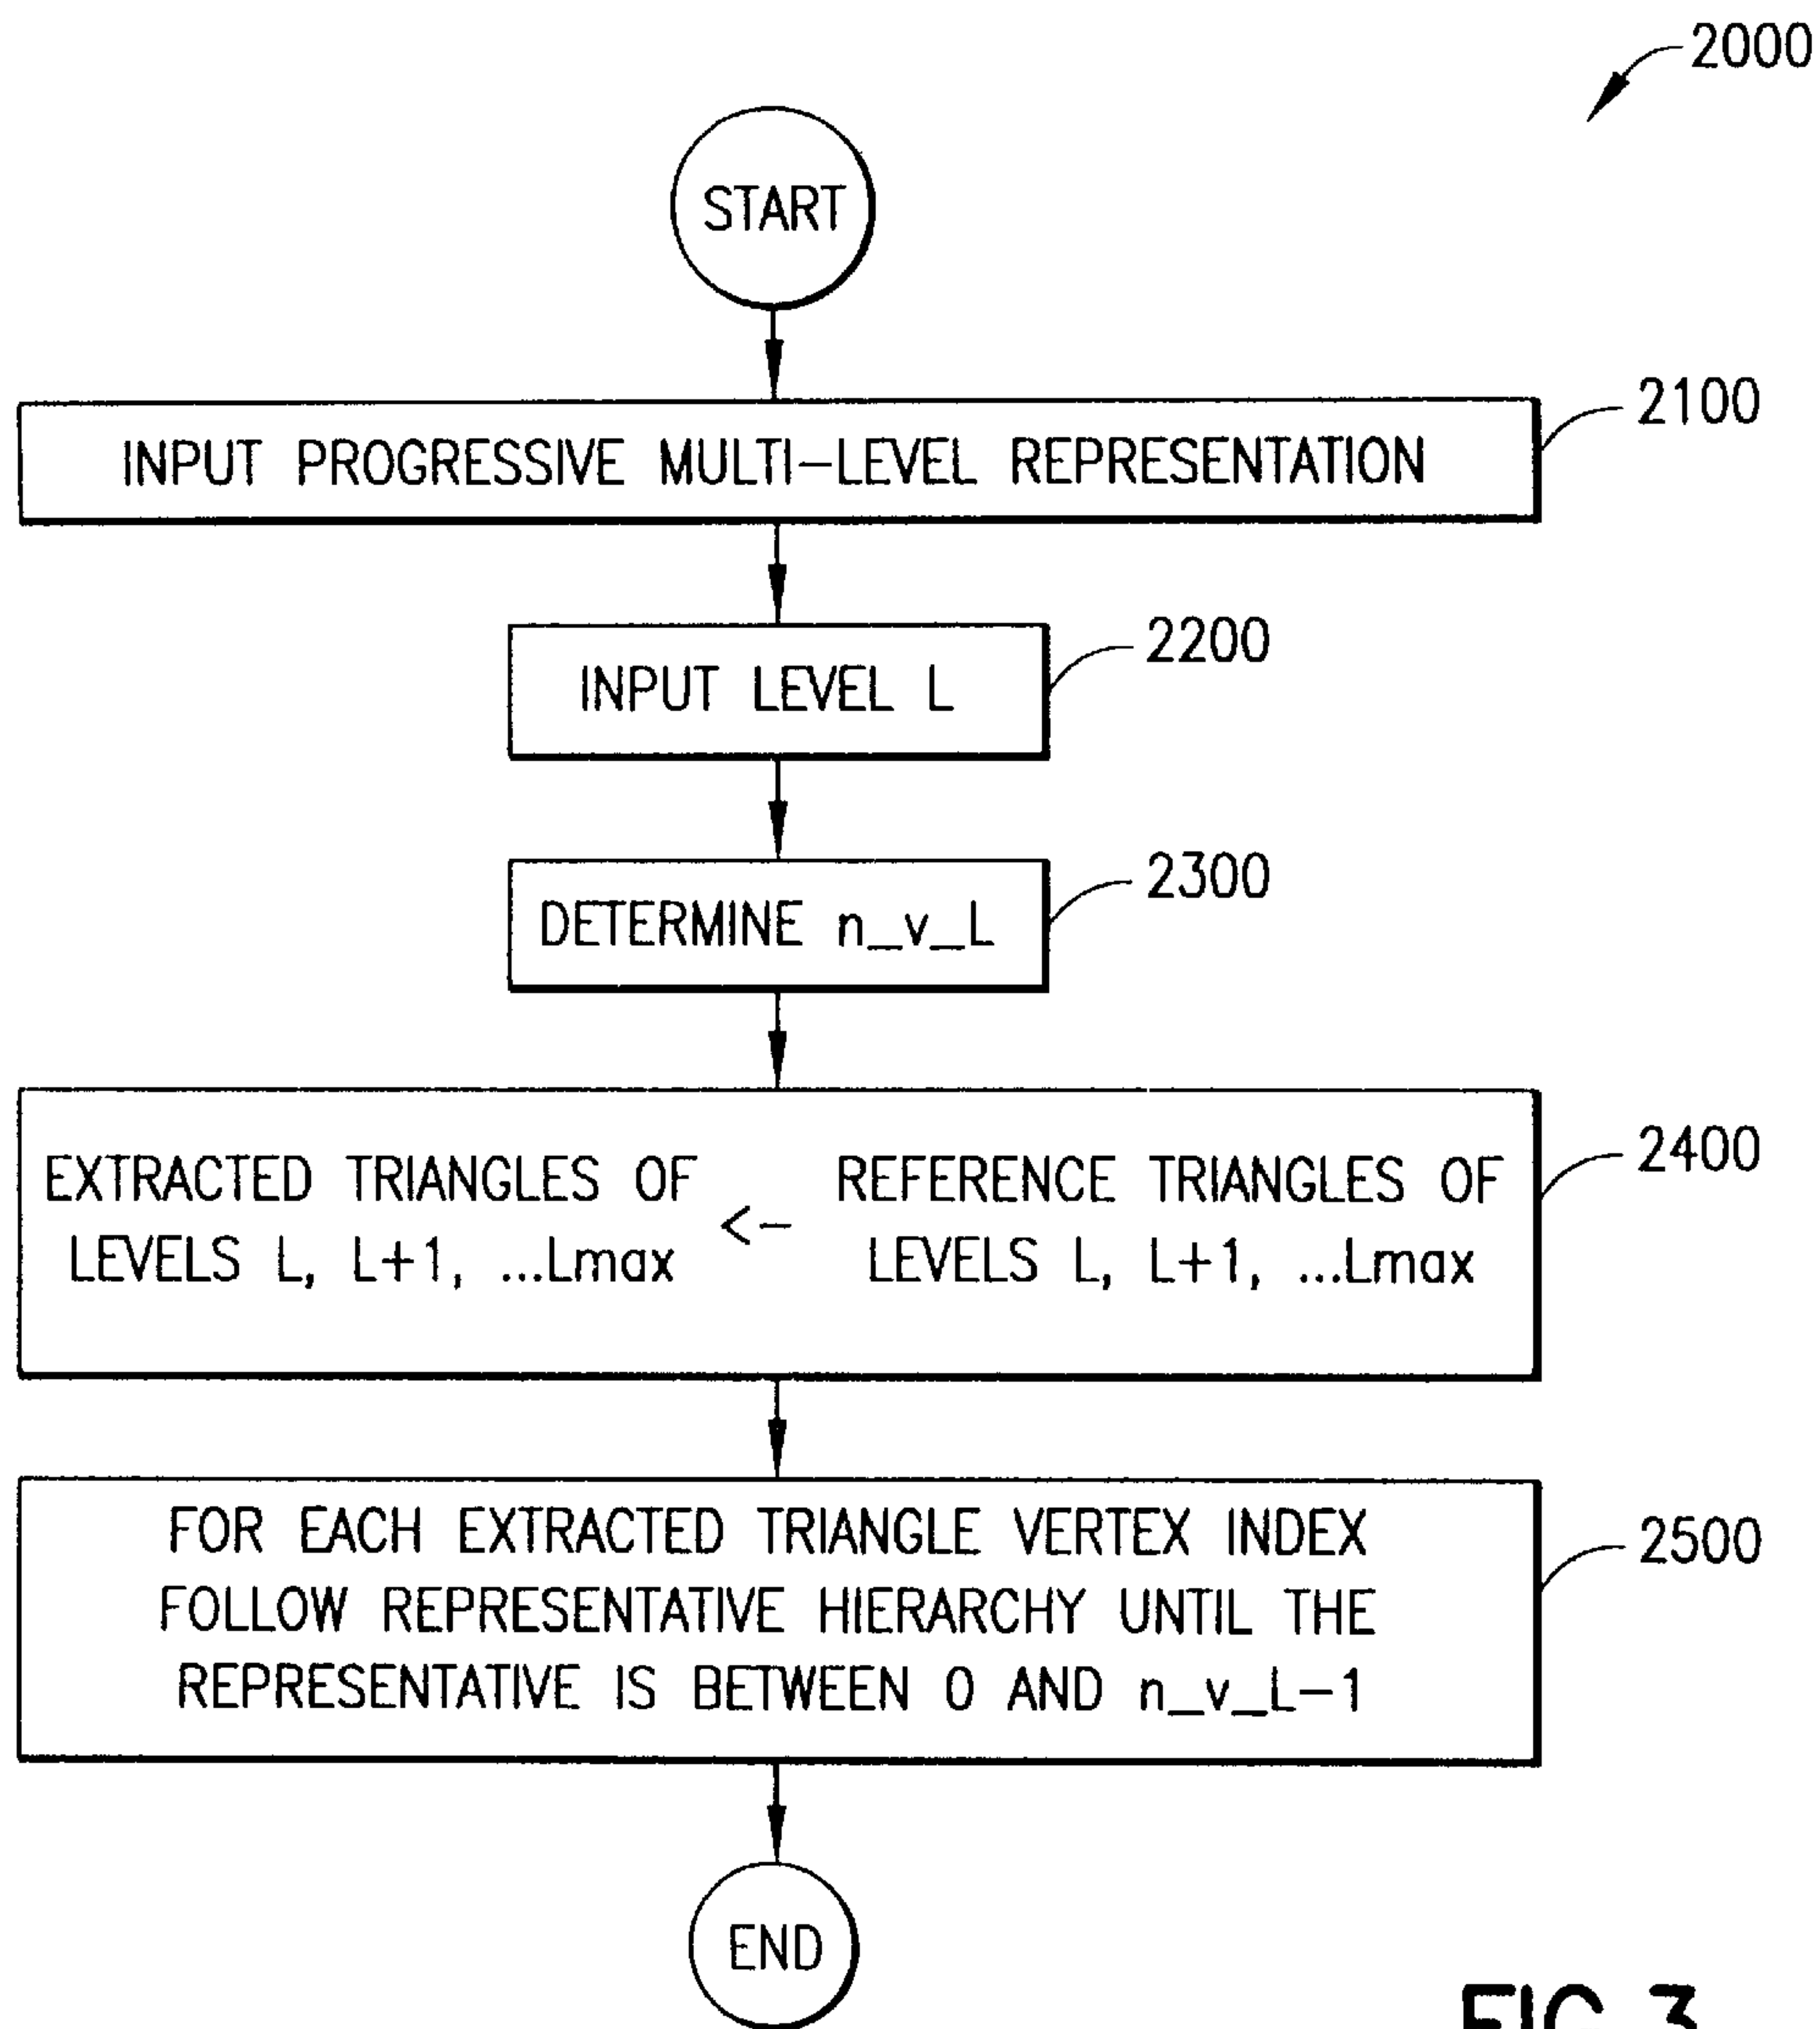 2000
START
2100
INPUT PROGRESSIVE MULTI-LEVEL REPRESENTATION
2200
INPUT LEVEL L
2300
DETERMINE n_v_L
2400
EXTRACTED TRIANGLES OF <- REFERENCE TRIANGLES OF
LEVELS L, L+1, ...Lmax LEVELS L, L+1, ...Lmax
2500
FOR EACH EXTRACTED TRIANGLE VERTEX INDEX
FOLLOW REPRESENTATIVE HIERARCHY UNTIL THE
REPRESENTATIVE IS BETWEEN 0 AND n_v_L-1
END
FIG.3